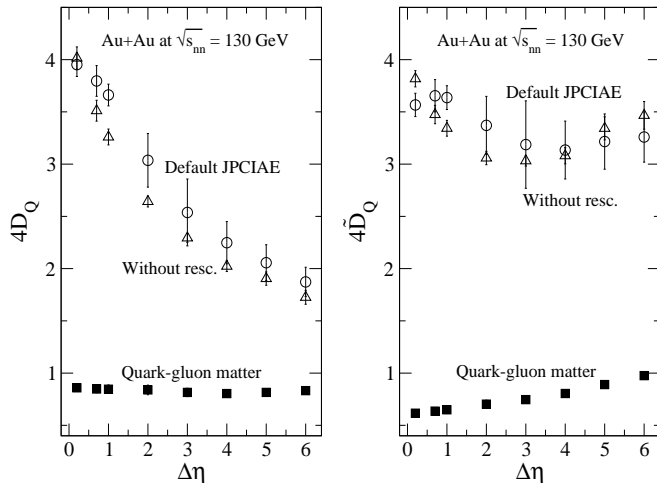 Au+Au at √s_nn = 130 GeV
4
3
2
1
4D_Q
Default JPCIAE
Without resc.
Quark-gluon matter
0 1 2 3 4 5 6
Δη
Au+Au at √s_nn = 130 GeV
4
3
2
1
4D̃_Q
Default JPCIAE
Without resc.
Quark-gluon matter
0 1 2 3 4 5 6
Δη